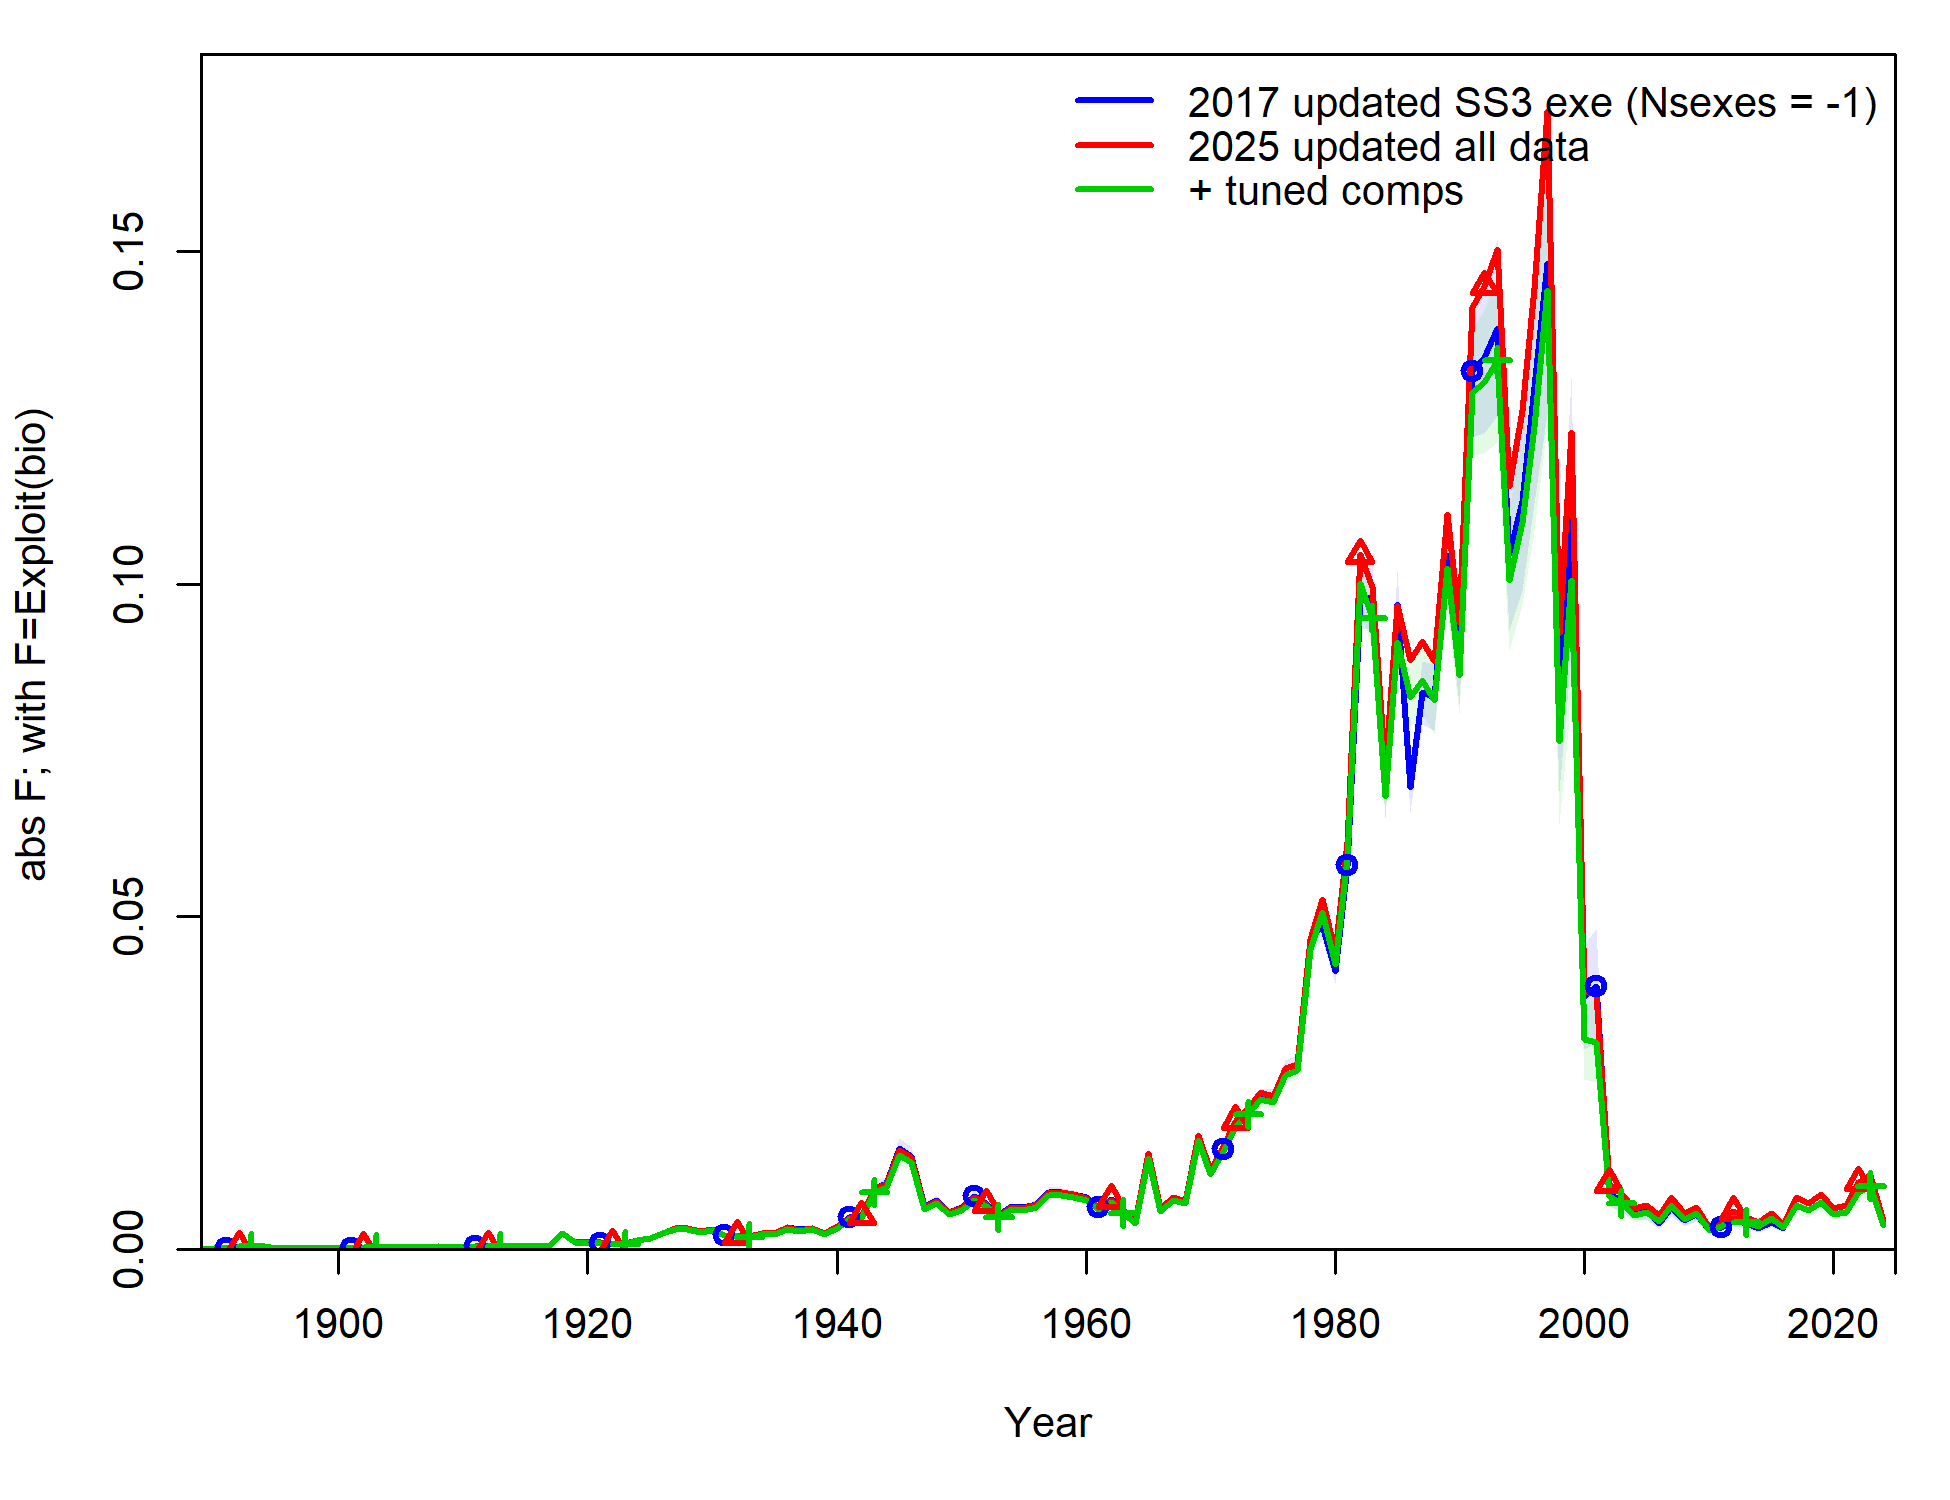 2017 updated SS3 exe (Nsexes = -1)
2025 updated all data
+ tuned comps
abs F; with F=Exploit(bio)
0.15
0.10
0.05
0.00
1900 1920 1940 1960 1980 2000 2020
Year